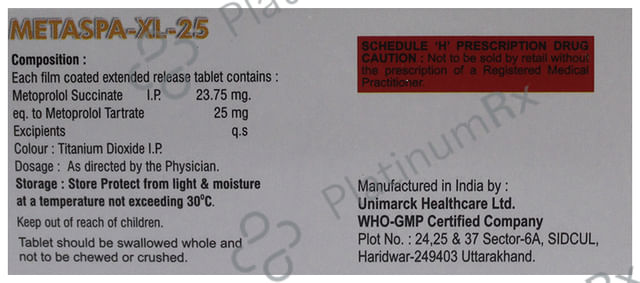 METASPA-XL-25
Composition :
Each film coated extended release tablet contains :
Metoprolol Succinate I.P. 23.75 mg.
eq. to Metoprolol Tartrate 25 mg
Excipients q.s
Colour : Titanium Dioxide I.P.
Dosage : As directed by the Physician.
Storage : Store Protect from light & moisture
at a temperature not exceeding 30°C.
Keep out of reach of children.
Tablet should be swallowed whole and
not to be chewed or crushed.
SCHEDULE 'H' PRESCRIPTION DRUG
CAUTION : Not to be sold by retail without
the prescription of a Registered Medical
Practitioner.
Manufactured in India by :
Unimarck Healthcare Ltd.
WHO-GMP Certified Company
Plot No. : 24,25 & 37 Sector-6A, SIDCUL,
Haridwar-249403 Uttarakhand.
PlatinumRx